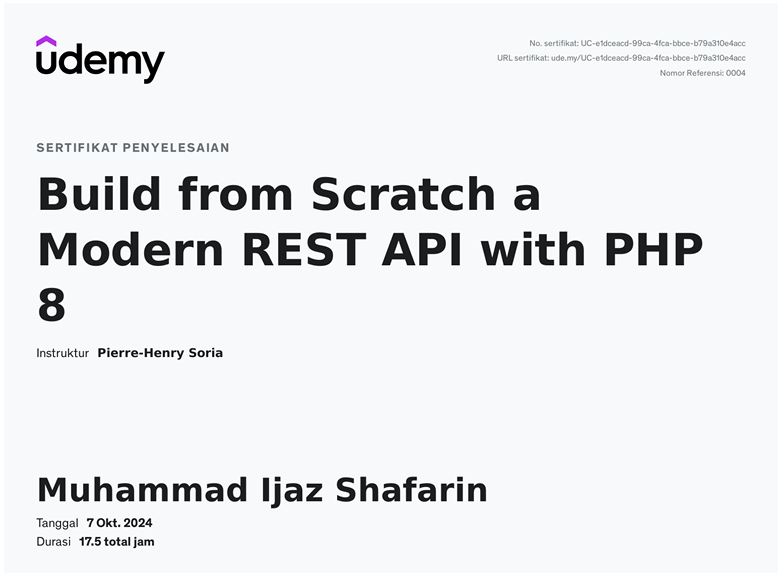 udemy
No. sertifikat: UC-e1dceacd-99ca-4fca-bbce-b79a310e4acc
URL sertifikat: ude.my/UC-e1dceacd-99ca-4fca-bbce-b79a310e4acc
Nomor Referensi: 0004
SERTIFIKAT PENYELESAIAN
Build from Scratch a
Modern REST API with PHP
8
Instruktur Pierre-Henry Soria
Muhammad Ijaz Shafarin
Tanggal 7 Okt. 2024
Durasi 17.5 total jam